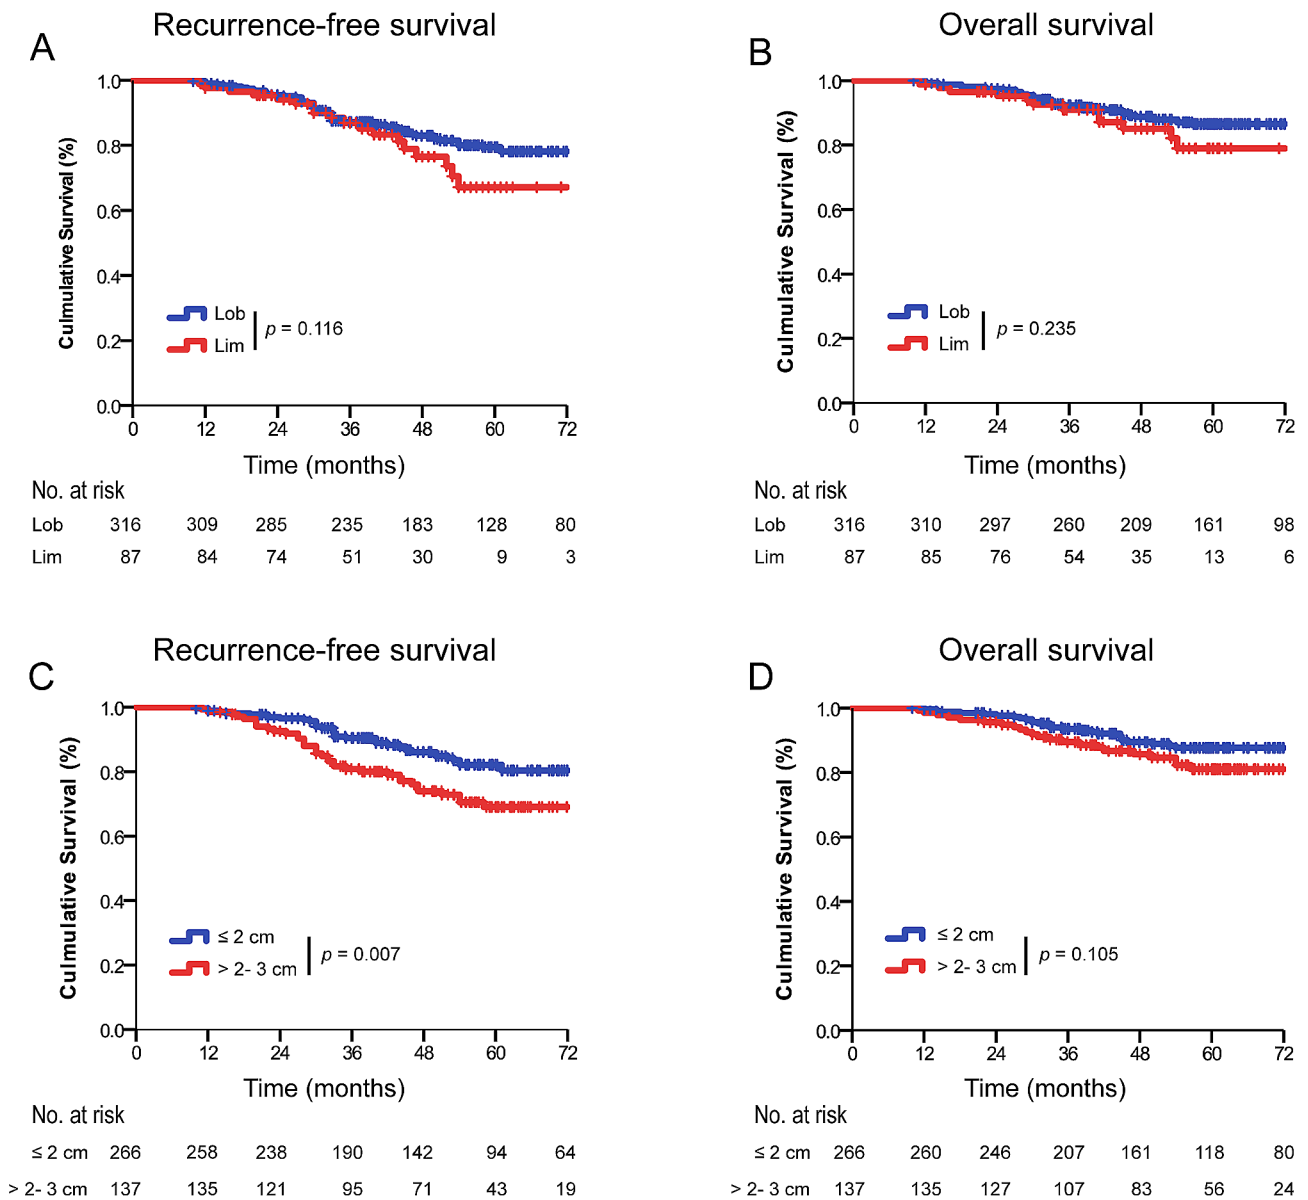 A
Recurrence-free survival
Culmulative Survival (%)
1.0
0.8
0.6
0.4
0.2
0.0
Lob
Lim
p = 0.116
0 12 24 36 48 60 72
Time (months)
No. at risk
Lob 316 309 285 235 183 128 80
Lim 87 84 74 51 30 9 3
B
Overall survival
Culmulative Survival (%)
1.0
0.8
0.6
0.4
0.2
0.0
Lob
Lim
p = 0.235
0 12 24 36 48 60 72
Time (months)
No. at risk
Lob 316 310 297 260 209 161 98
Lim 87 85 76 54 35 13 6
C
Recurrence-free survival
Culmulative Survival (%)
1.0
0.8
0.6
0.4
0.2
0.0
≤ 2 cm
> 2- 3 cm
p = 0.007
0 12 24 36 48 60 72
Time (months)
No. at risk
≤ 2 cm 266 258 238 190 142 94 64
> 2- 3 cm 137 135 121 95 71 43 19
D
Overall survival
Culmulative Survival (%)
1.0
0.8
0.6
0.4
0.2
0.0
≤ 2 cm
> 2- 3 cm
p = 0.105
0 12 24 36 48 60 72
Time (months)
No. at risk
≤ 2 cm 266 260 246 207 161 118 80
> 2- 3 cm 137 135 127 107 83 56 24